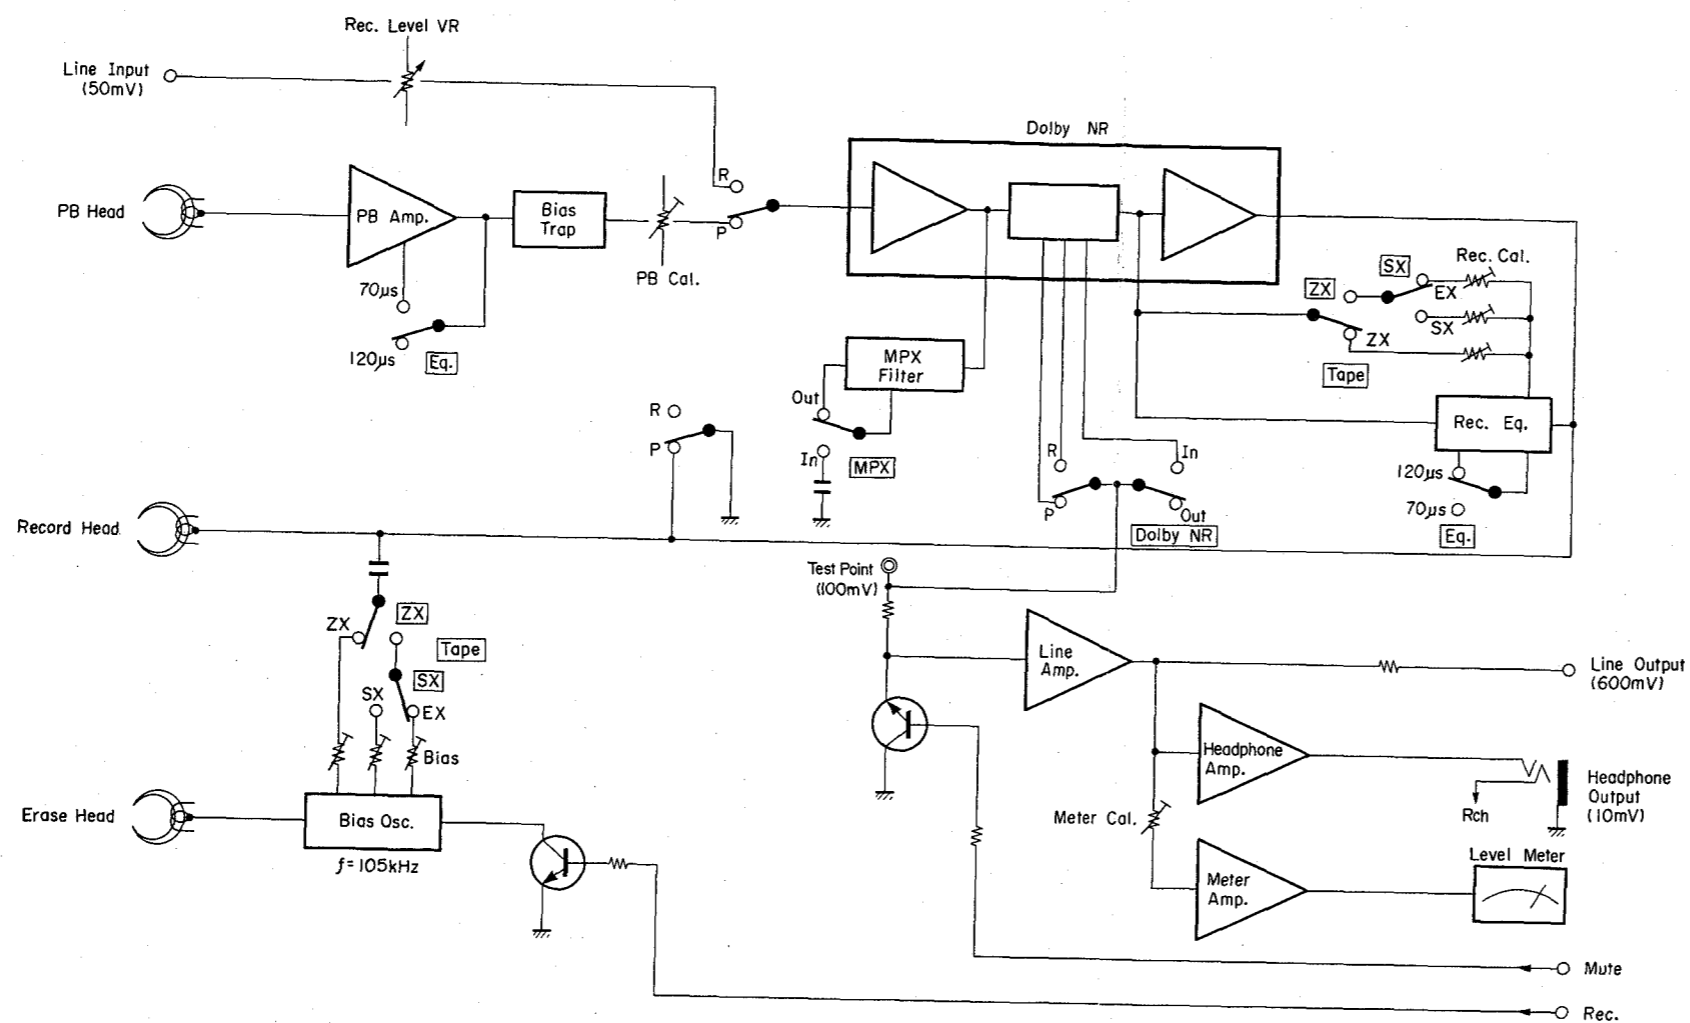 Rec. Level VR
Line Input
(50mV)
Dolby NR
R
PB Head
PB Amp.
Bias
Trap
P
PB Cal.
70µs
120µs
Eq.
SX
Rec. Cal.
ZX
EX
SX
ZX
Tape
MPX
Filter
Out
In
MPX
R
P
R
In
P
Out
Dolby NR
Rec. Eq.
120µs
70µs
Eq.
Record Head
Test Point
(100mV)
ZX
ZX
Tape
SX
SX
EX
Bias
Line
Amp.
Line Output
(600mV)
Headphone
Amp.
Headphone
Output
(10mV)
Rch
Meter Cal.
Erase Head
Bias Osc.
f=105kHz
Level Meter
Meter
Amp.
Mute
Rec.